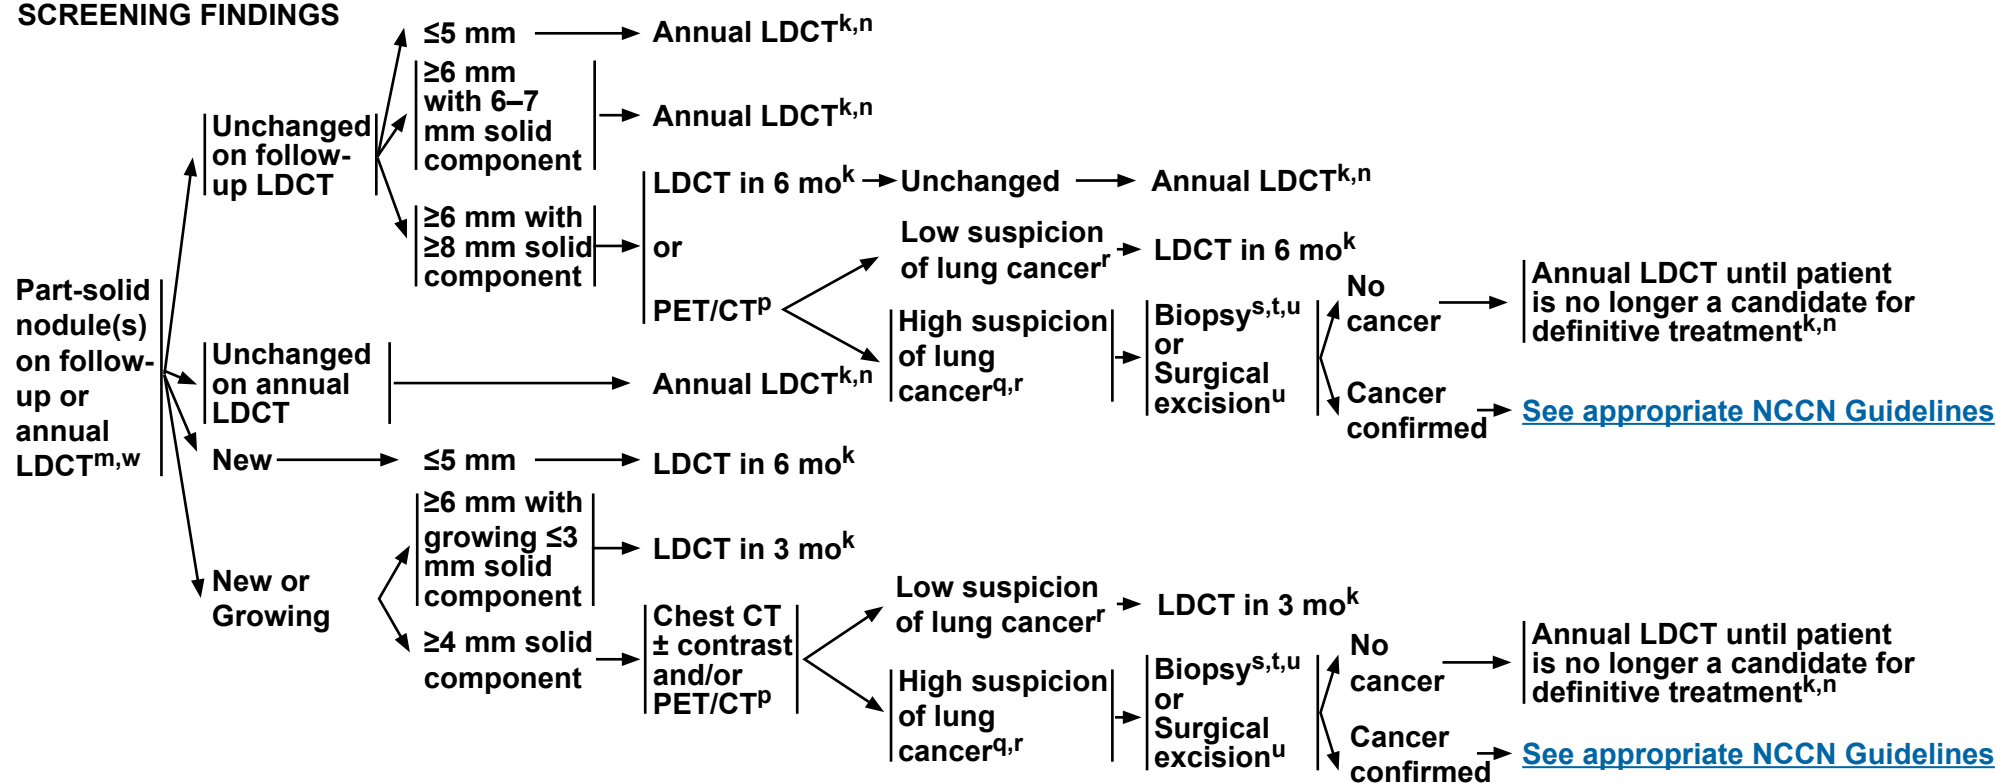 SCREENING FINDINGS
Part-solid
nodule(s)
on follow-
up or
annual
LDCTm,w
Unchanged
on follow-
up LDCT
≤5 mm
Annual LDCTk,n
≥6 mm
with 6–7
mm solid
component
Annual LDCTk,n
≥6 mm with
≥8 mm solid
component
LDCT in 6 mok
Unchanged
Annual LDCTk,n
or
PET/CTp
Low suspicion
of lung cancerr
LDCT in 6 mok
High suspicion
of lung
cancerq,r
Biopsys,t,u
or
Surgical
excisionu
No
cancer
Annual LDCT until patient
is no longer a candidate for
definitive treatmentk,n
Cancer
confirmed
See appropriate NCCN Guidelines
Unchanged
on annual
LDCT
Annual LDCTk,n
New
≤5 mm
LDCT in 6 mok
New or
Growing
≥6 mm with
growing ≤3
mm solid
component
LDCT in 3 mok
≥4 mm solid
component
Chest CT
± contrast
and/or
PET/CTp
Low suspicion
of lung cancerr
LDCT in 3 mok
High suspicion
of lung
cancerq,r
Biopsys,t,u
or
Surgical
excisionu
No
cancer
Annual LDCT until patient
is no longer a candidate for
definitive treatmentk,n
Cancer
confirmed
See appropriate NCCN Guidelines